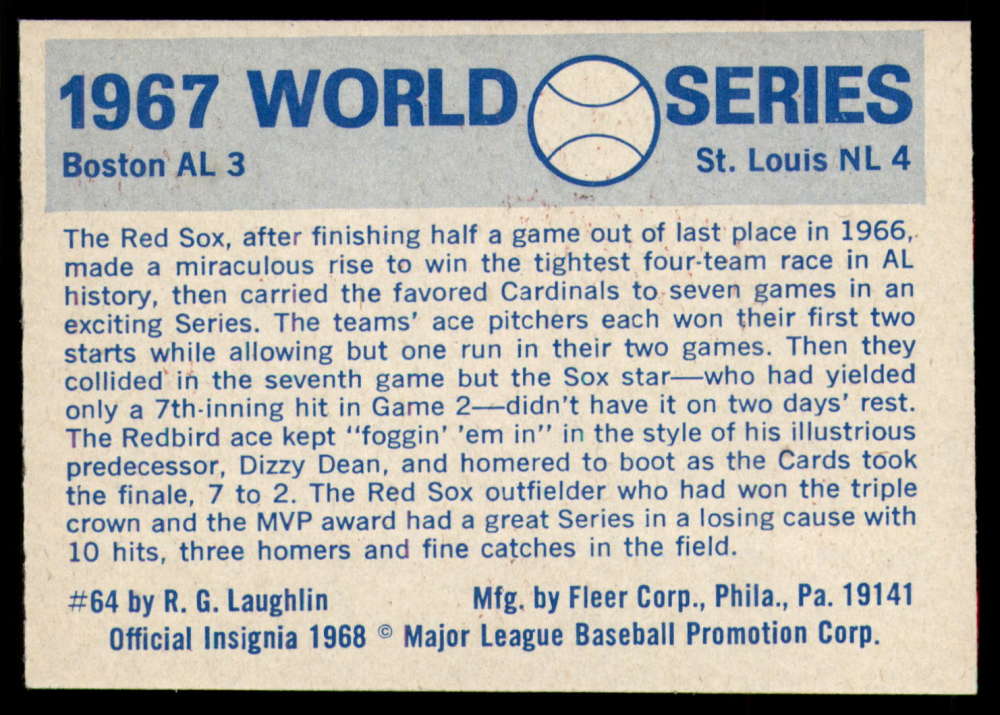 1967 WORLD SERIES
Boston AL 3 St. Louis NL 4
The Red Sox, after finishing half a game out of last place in 1966,
made a miraculous rise to win the tightest four-team race in AL
history, then carried the favored Cardinals to seven games in an
exciting Series. The teams' ace pitchers each won their first two
starts while allowing but one run in their two games. Then they
collided in the seventh game but the Sox star—who had yielded
only a 7th-inning hit in Game 2—didn't have it on two days' rest.
The Redbird ace kept "foggin' 'em in" in the style of his illustrious
predecessor, Dizzy Dean, and homered to boot as the Cards took
the finale, 7 to 2. The Red Sox outfielder who had won the triple
crown and the MVP award had a great Series in a losing cause with
10 hits, three homers and fine catches in the field.
#64 by R. G. Laughlin Mfg. by Fleer Corp., Phila., Pa. 19141
Official Insignia 1968 © Major League Baseball Promotion Corp.